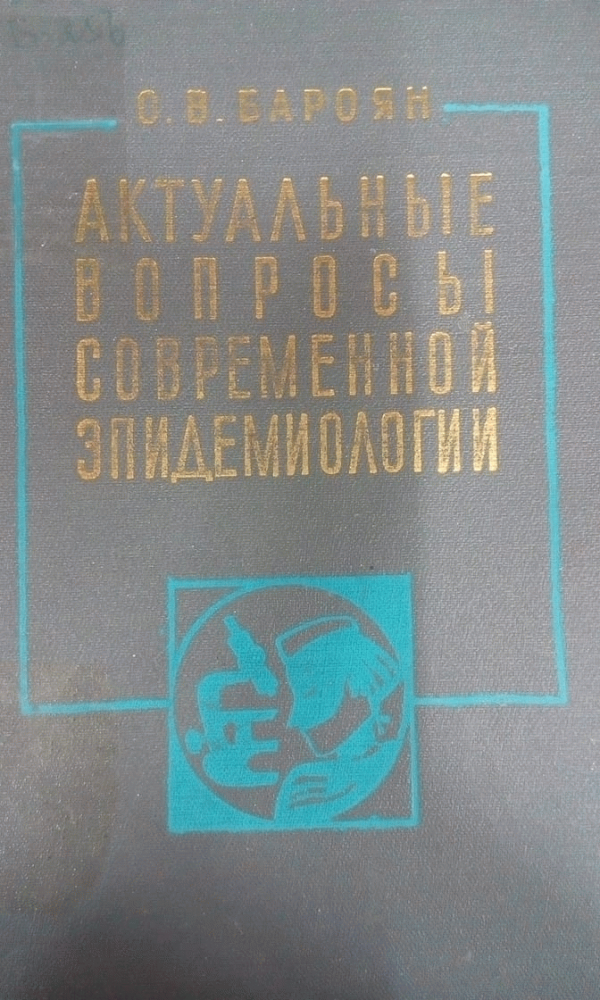 О. В. БАРОЯН
АКТУАЛЬНЫЕ
ВОПРОСЫ
СОВРЕМЕННОЙ
ЭПИДЕМИОЛОГИИ